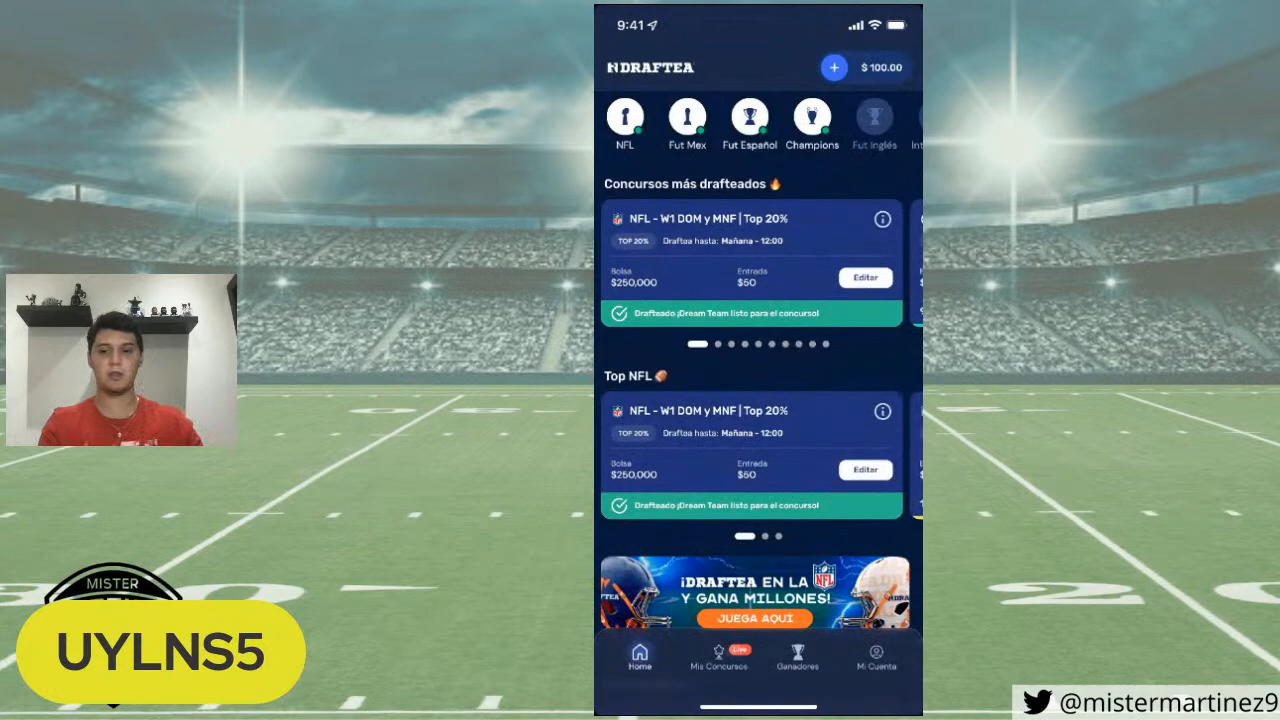 9:41
DRAFTEA
+
$ 100.00
NFL
Fut Mex
Fut Español
Champions
Fut Inglés
Int
Concursos más drafteados 🔥
NFL - W1 DOM y MNF | Top 20%
TOP 20%
Draftea hasta: Mañana - 12:00
Bolsa
$250,000
Entrada
$50
Editar
Drafteado ¡Dream Team listo para el concurso!
Top NFL 🏈
NFL - W1 DOM y MNF | Top 20%
TOP 20%
Draftea hasta: Mañana - 12:00
Bolsa
$250,000
Entrada
$50
Editar
Drafteado ¡Dream Team listo para el concurso!
¡DRAFTEA EN LA NFL
Y GANA MILLONES!
JUEGA AQUÍ
Home
Mis Concursos
Live
Ganadores
Mi Cuenta
MISTER
UYLNS5
@mistermartinez9